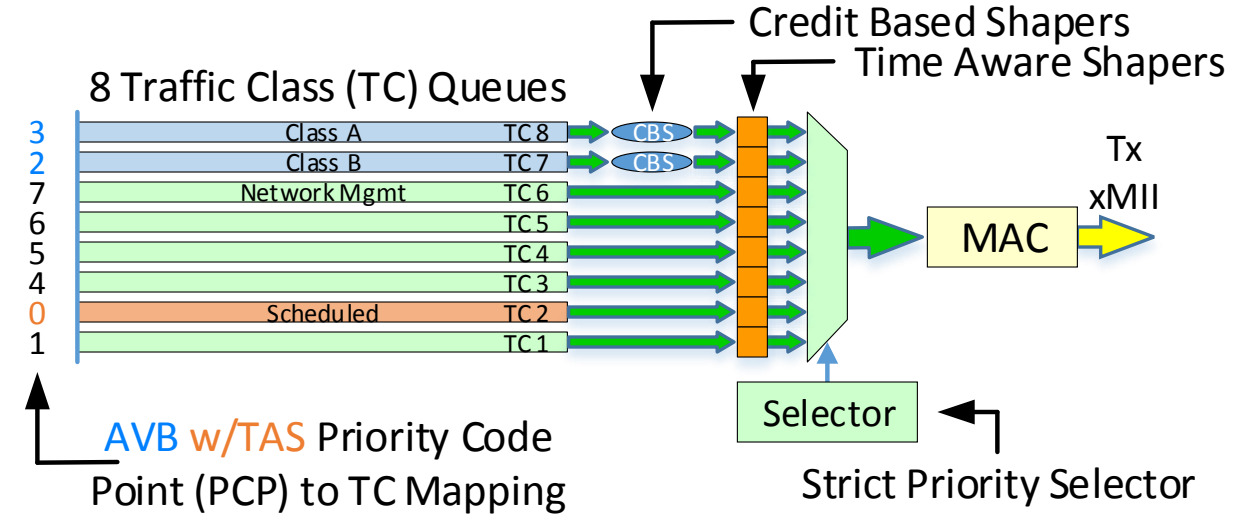 Credit Based Shapers
Time Aware Shapers
8 Traffic Class (TC) Queues
3 Class A TC 8 CBS
2 Class B TC 7 CBS
7 Network Mgmt TC 6
6 TC 5
5 TC 4
4 TC 3
0 Scheduled TC 2
1 TC 1
MAC
Tx
xMII
Selector
AVB w/TAS Priority Code
Point (PCP) to TC Mapping
Strict Priority Selector